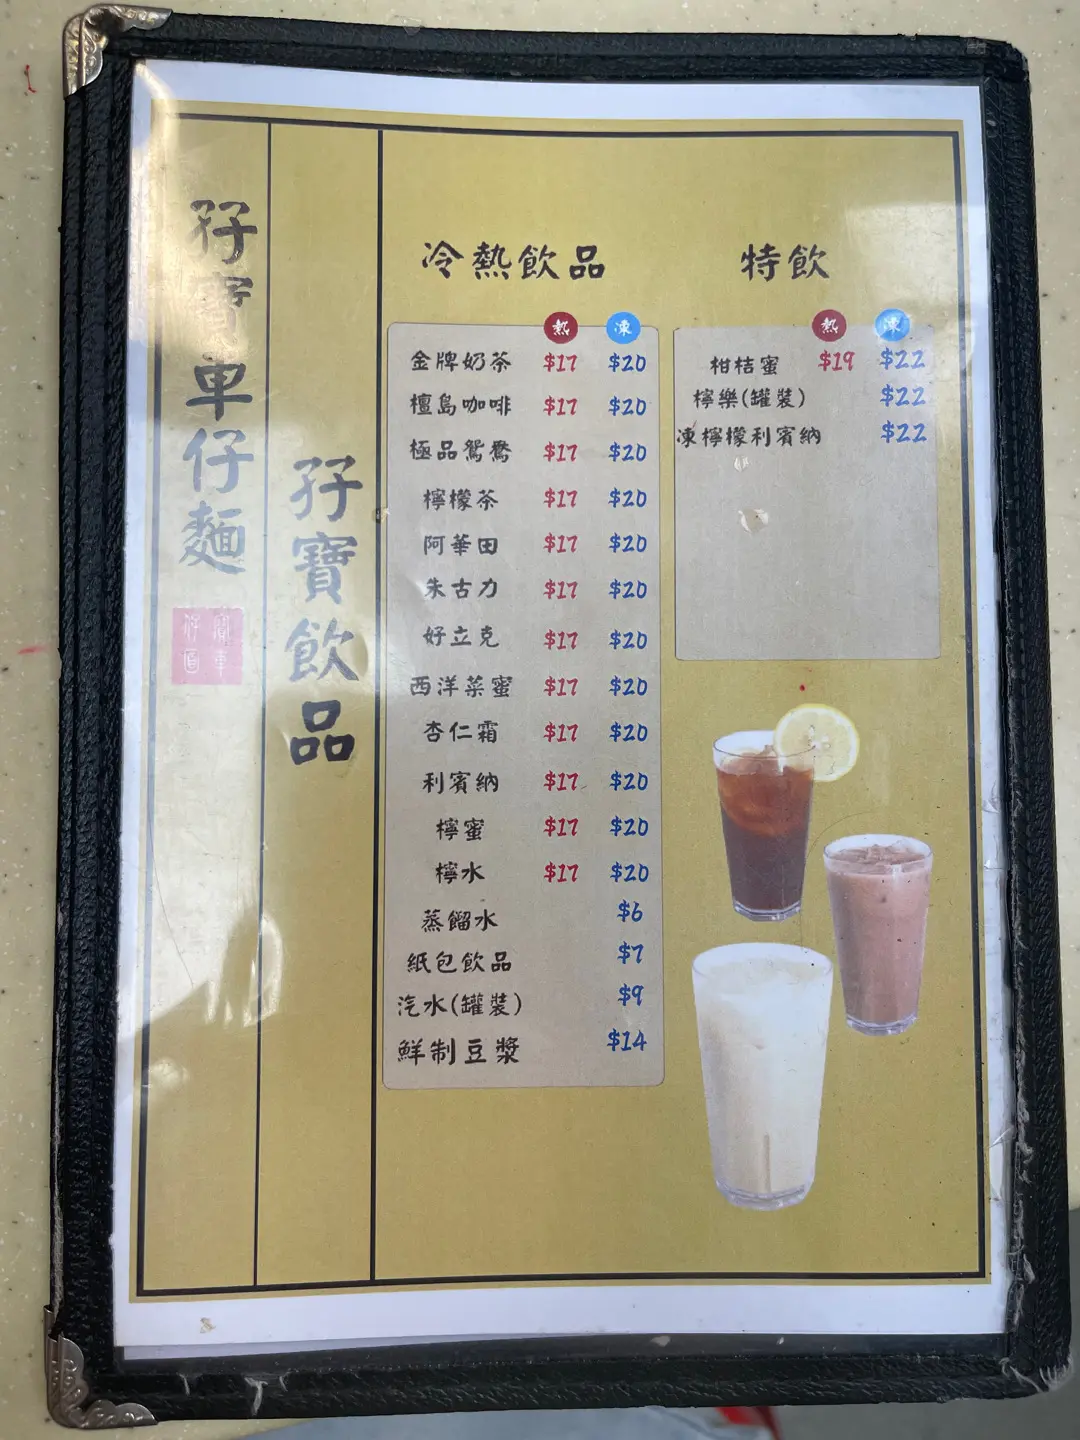 孖寶車仔麵
孖寶飲品
冷熱飲品
熱 凍
金牌奶茶 $17 $20
檀島咖啡 $17 $20
極品鴛鴦 $17 $20
檸檬茶 $17 $20
阿華田 $17 $20
朱古力 $17 $20
好立克 $17 $20
西洋菜蜜 $17 $20
杏仁霜 $17 $20
利賓納 $17 $20
檸蜜 $17 $20
檸水 $17 $20
蒸餾水 $6
紙包飲品 $7
汽水(罐裝) $9
鮮制豆漿 $14
特飲
熱 凍
柑桔蜜 $19 $22
檸樂(罐裝) $22
凍檸檬利賓納 $22